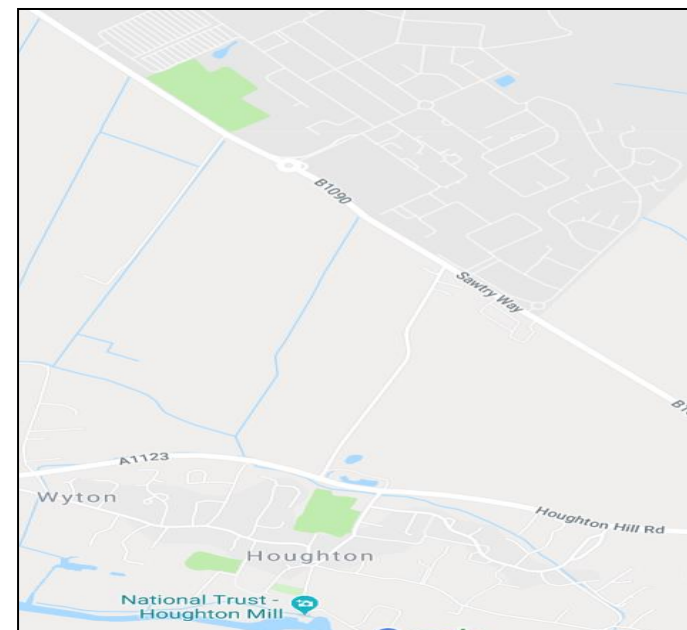 B1090
Sawtry Way
A1123
Wyton
Houghton Hill Rd
Houghton
National Trust -
Houghton Mill